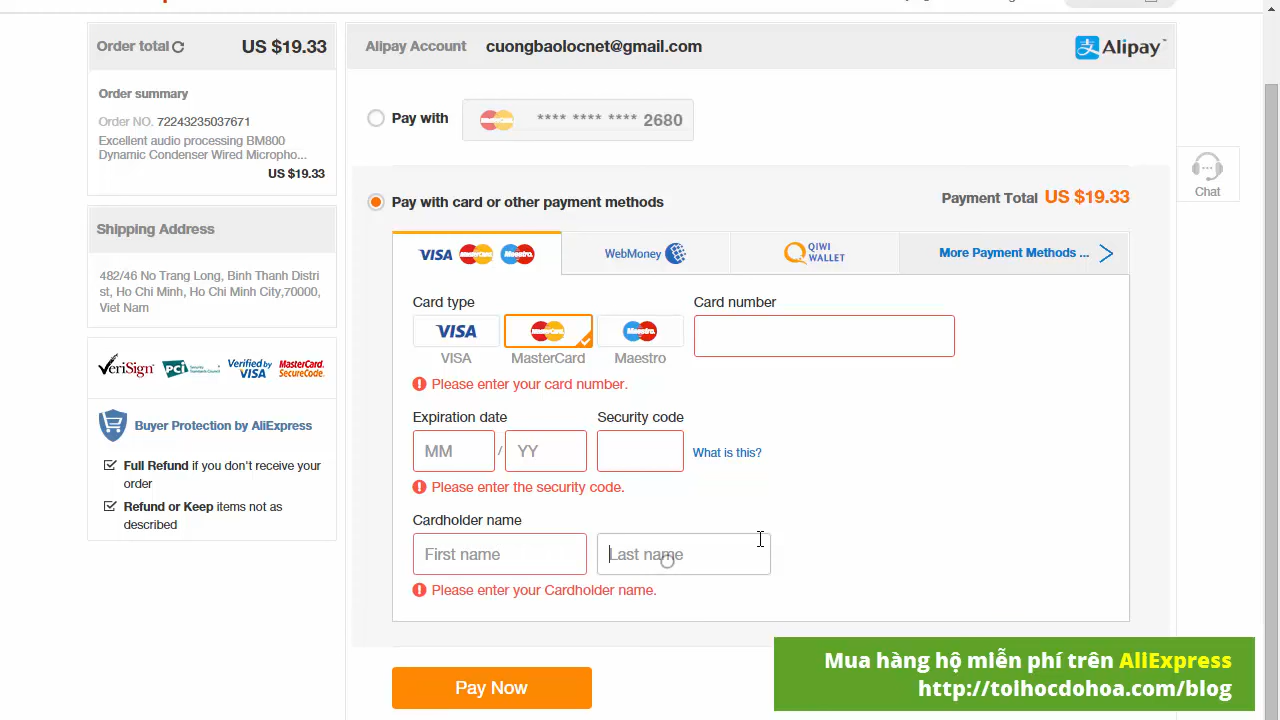 Order total
US $19.33
Order summary
Order NO. 72243235037671
Excellent audio processing BM800
Dynamic Condenser Wired Micropho...
US $19.33
Shipping Address
482/46 No Trang Long, Binh Thanh Distri
st, Ho Chi Minh, Ho Chi Minh City,70000,
Viet Nam
VeriSign
PCI
Verified by
VISA
MasterCard.
SecureCode.
Buyer Protection by AliExpress
Full Refund if you don't receive your
order
Refund or Keep items not as
described
Alipay Account cuongbaolocnet@gmail.com
Alipay
Pay with
MasterCard
**** **** **** 2680
Pay with card or other payment methods
Payment Total US $19.33
VISA MasterCard Maestro
WebMoney
QIWI
WALLET
More Payment Methods ...
Card type
Card number
VISA MasterCard Maestro
VISA MasterCard Maestro
Please enter your card number.
Expiration date
Security code
MM / YY
What is this?
Please enter the security code.
Cardholder name
First name
Last name
Please enter your Cardholder name.
Pay Now
Chat
Mua hàng hộ miễn phí trên AliExpress
http://toihocdohoa.com/blog